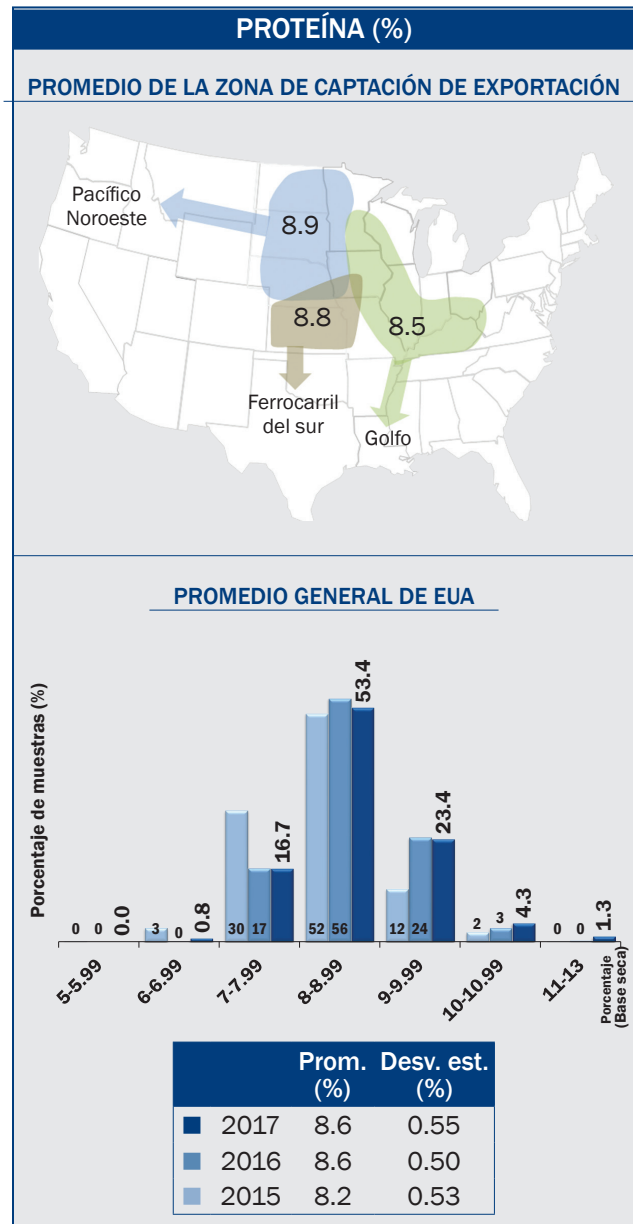 PROTEÍNA (%)
PROMEDIO DE LA ZONA DE CAPTACIÓN DE EXPORTACIÓN
Pacífico
Noroeste
8.9
8.8
8.5
Ferrocarril
del sur
Golfo
PROMEDIO GENERAL DE EUA
Porcentaje de muestras (%)
0 0 0.0
3 0 0.8
30 17 16.7
52 56 53.4
12 24 23.4
2 3 4.3
0 0 1.3
5-5.99 6-6.99 7-7.99 8-8.99 9-9.99 10-10.99 11-13
Porcentaje
(Base seca)
Prom. Desv. est.
(%) (%)
2017 8.6 0.55
2016 8.6 0.50
2015 8.2 0.53